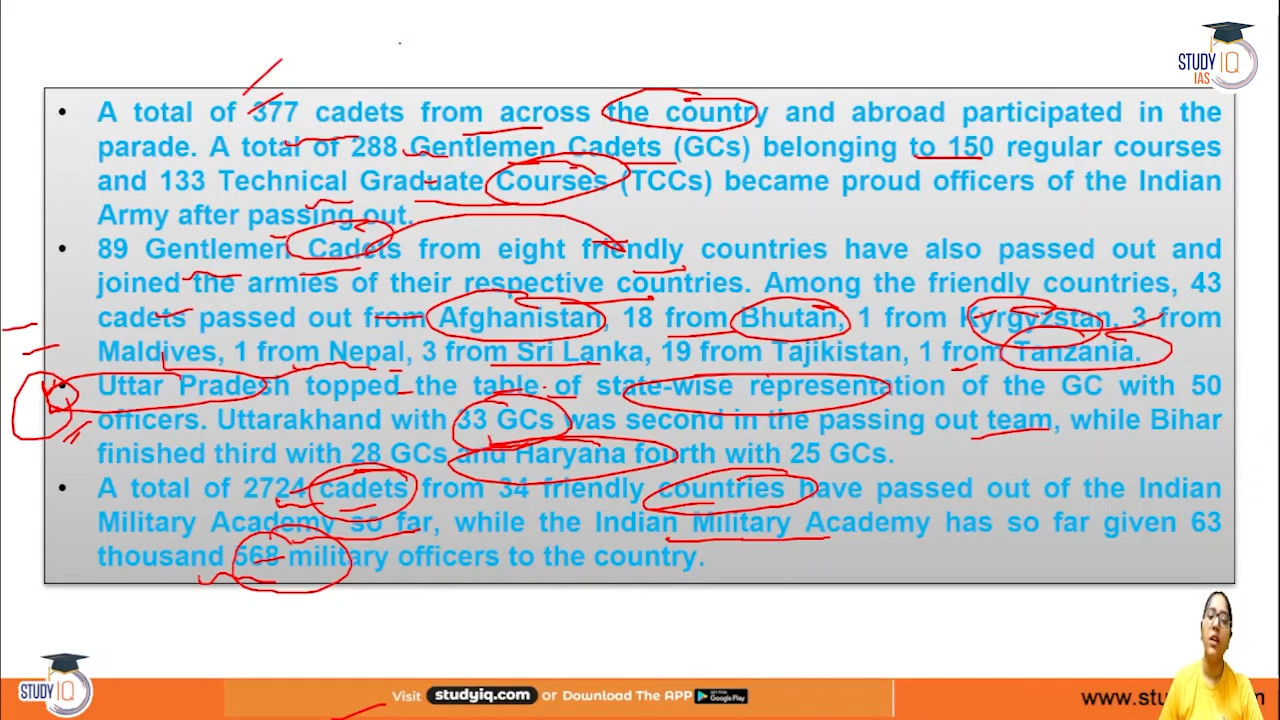 STUDY IQ
IAS
• A total of 377 cadets from across the country and abroad participated in the
parade. A total of 288 Gentlemen Cadets (GCs) belonging to 150 regular courses
and 133 Technical Graduate Courses (TCCs) became proud officers of the Indian
Army after passing out.
• 89 Gentlemen Cadets from eight friendly countries have also passed out and
joined the armies of their respective countries. Among the friendly countries, 43
cadets passed out from Afghanistan, 18 from Bhutan, 1 from Kyrgyzstan, 3 from
Maldives, 1 from Nepal, 3 from Sri Lanka, 19 from Tajikistan, 1 from Tanzania.
• Uttar Pradesh topped the table of state-wise representation of the GC with 50
officers. Uttarakhand with 33 GCs was second in the passing out team, while Bihar
finished third with 28 GCs and Haryana fourth with 25 GCs.
• A total of 2724 cadets from 34 friendly countries have passed out of the Indian
Military Academy so far, while the Indian Military Academy has so far given 63
thousand 568 military officers to the country.
STUDY IQ
Visit studyiq.com or Download The APP GET IT ON Google Play
www.stu